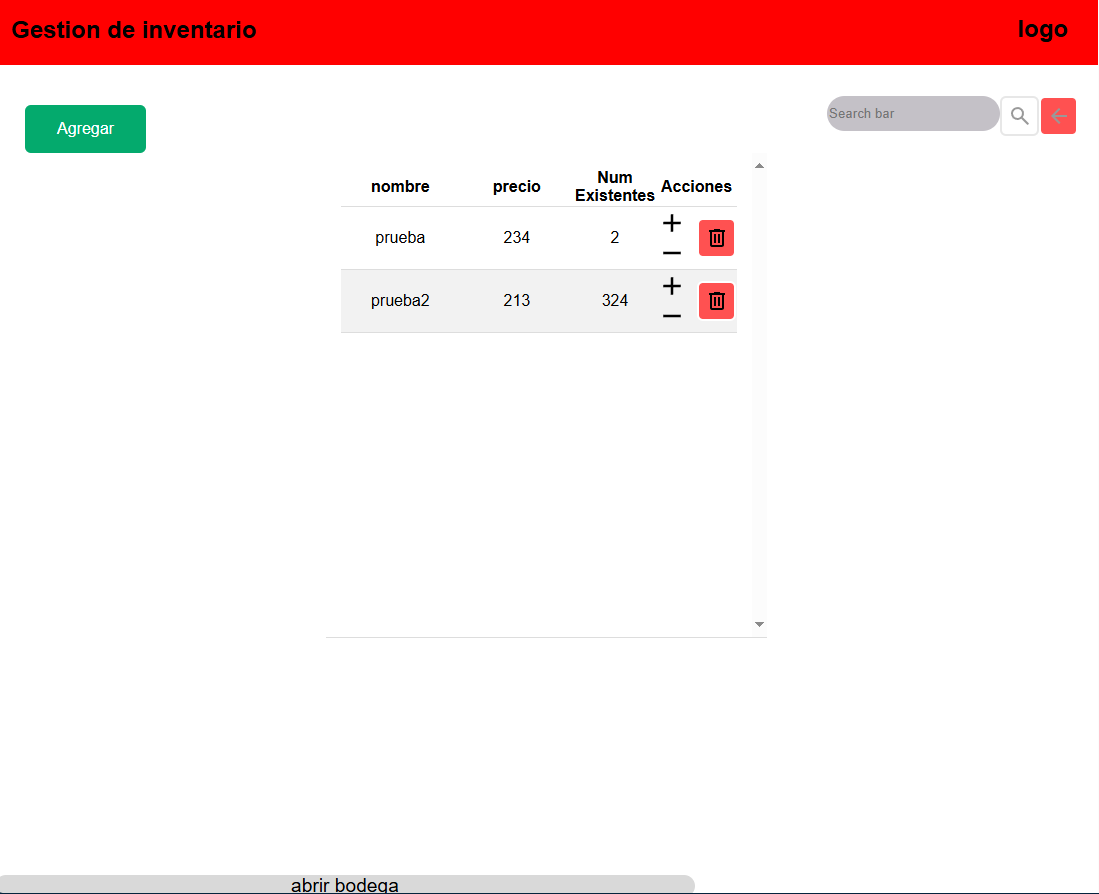 Gestion de inventario
logo
Agregar
Search bar
nombre precio Num Existentes Acciones
prueba 234 2
prueba2 213 324
abrir bodega